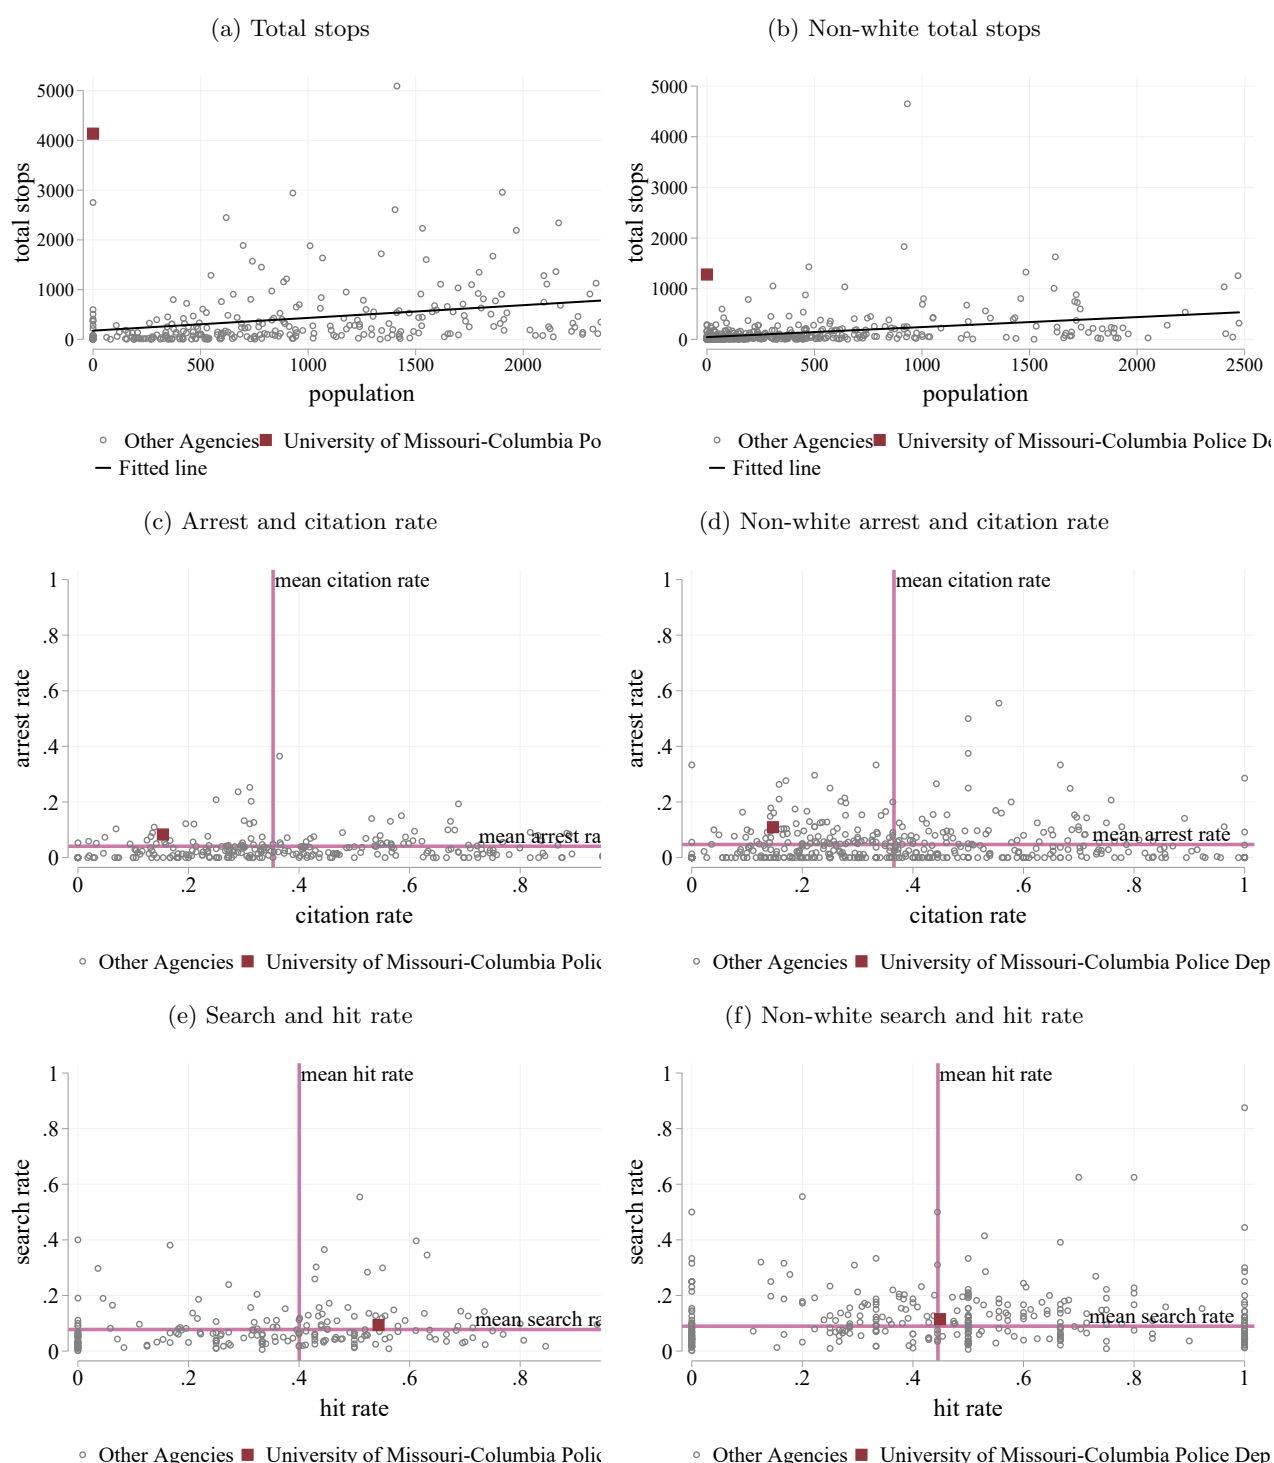 (a) Total stops
(b) Non-white total stops
total stops
5000
4000
3000
2000
1000
0
0 500 1000 1500 2000
population
Other Agencies University of Missouri-Columbia Po
Fitted line
total stops
5000
4000
3000
2000
1000
0
0 500 1000 1500 2000 2500
population
Other Agencies University of Missouri-Columbia Police De
Fitted line
(c) Arrest and citation rate
(d) Non-white arrest and citation rate
mean citation rate
arrest rate
1
.8
.6
.4
.2
0
mean arrest ra
0 .2 .4 .6 .8
citation rate
Other Agencies University of Missouri-Columbia Polic
mean citation rate
arrest rate
1
.8
.6
.4
.2
0
mean arrest rate
0 .2 .4 .6 .8 1
citation rate
Other Agencies University of Missouri-Columbia Police Dep
(e) Search and hit rate
(f) Non-white search and hit rate
mean hit rate
search rate
1
.8
.6
.4
.2
0
mean search ra
0 .2 .4 .6 .8
hit rate
Other Agencies University of Missouri-Columbia Polic
mean hit rate
search rate
1
.8
.6
.4
.2
0
mean search rate
0 .2 .4 .6 .8 1
hit rate
Other Agencies University of Missouri-Columbia Police Dep